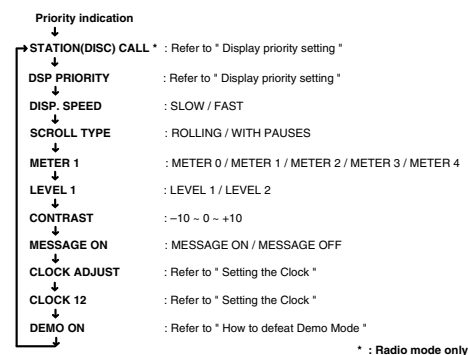 Priority indication
STATION(DISC) CALL * : Refer to " Display priority setting "
DSP PRIORITY : Refer to " Display priority setting "
DISP. SPEED : SLOW / FAST
SCROLL TYPE : ROLLING / WITH PAUSES
METER 1 : METER 0 / METER 1 / METER 2 / METER 3 / METER 4
LEVEL 1 : LEVEL 1 / LEVEL 2
CONTRAST : –10 ~ 0 ~ +10
MESSAGE ON : MESSAGE ON / MESSAGE OFF
CLOCK ADJUST : Refer to " Setting the Clock "
CLOCK 12 : Refer to " Setting the Clock "
DEMO ON : Refer to " How to defeat Demo Mode "
* : Radio mode only